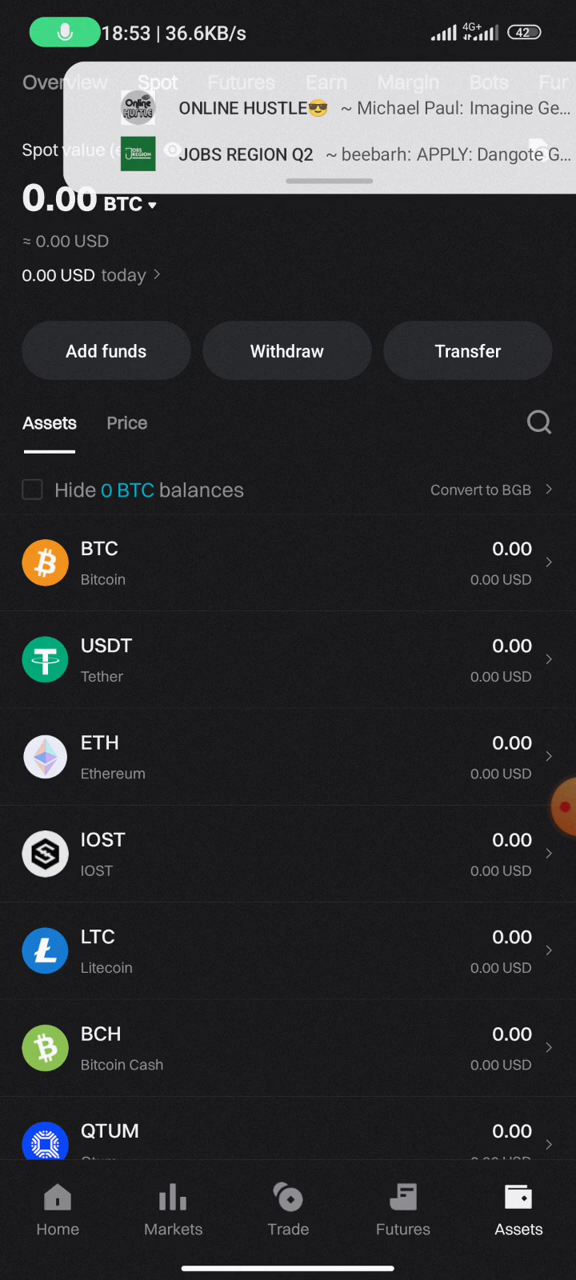 18:53 | 36.6KB/s 4G+ 42
Overview Spot Futures Earn Margin Bots Fur
ONLINE HUSTLE😎 ~ Michael Paul: Imagine Ge...
Spot value (
JOBS REGION Q2 ~ beebarh: APPLY: Dangote G...
0.00 BTC
≈ 0.00 USD
0.00 USD today
Add funds Withdraw Transfer
Assets Price
Hide 0 BTC balances Convert to BGB
BTC 0.00
Bitcoin 0.00 USD
USDT 0.00
Tether 0.00 USD
ETH 0.00
Ethereum 0.00 USD
IOST 0.00
IOST 0.00 USD
LTC 0.00
Litecoin 0.00 USD
BCH 0.00
Bitcoin Cash 0.00 USD
QTUM 0.00
Home Markets Trade Futures Assets